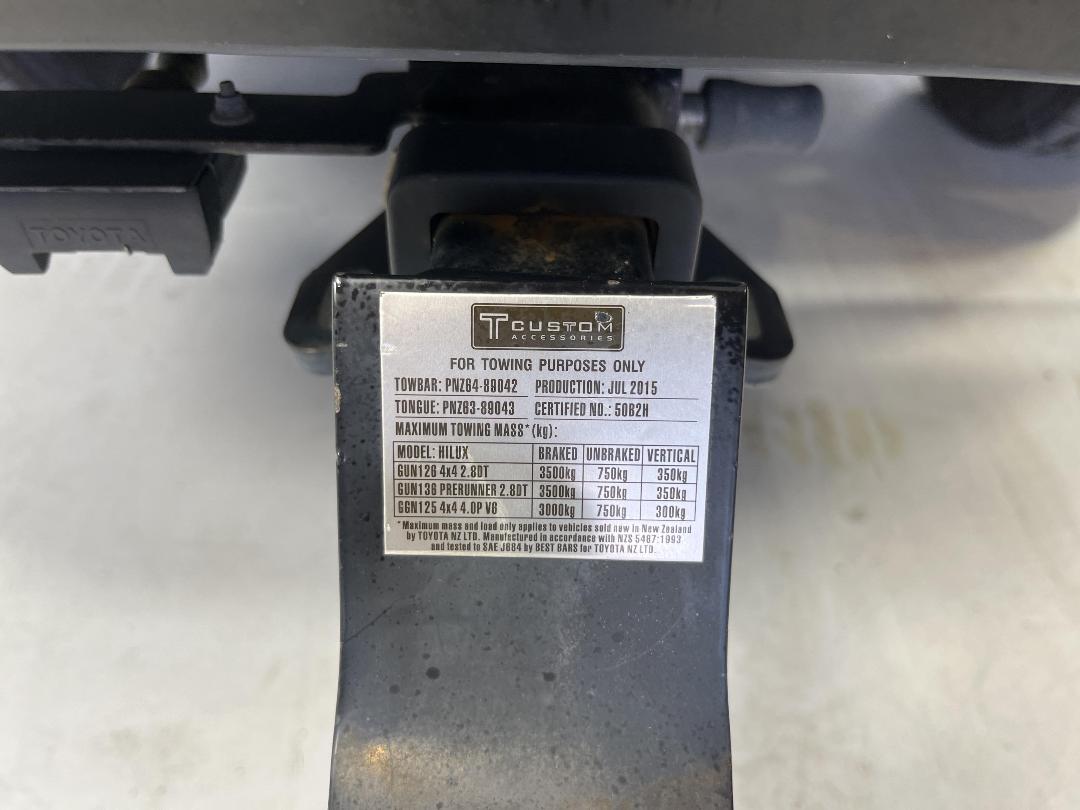 TOYOTA
T CUSTOM
ACCESSORIES
FOR TOWING PURPOSES ONLY
TOWBAR: PNZ64-89042 PRODUCTION: JUL 2015
TONGUE: PNZ63-89043 CERTIFIED NO.: 50B2H
MAXIMUM TOWING MASS* (kg):
MODEL: HILUX BRAKED UNBRAKED VERTICAL
GUN126 4x4 2.8DT 3500kg 750kg 350kg
GUN136 PRERUNNER 2.8DT 3500kg 750kg 350kg
GGN125 4x4 4.0P V6 3000kg 750kg 300kg
*Maximum mass and load only applies to vehicles sold new in New Zealand
by TOYOTA NZ LTD. Manufactured in accordance with NZS 5467:1993
and tested to SAE J684 by BEST BARS for TOYOTA NZ LTD.